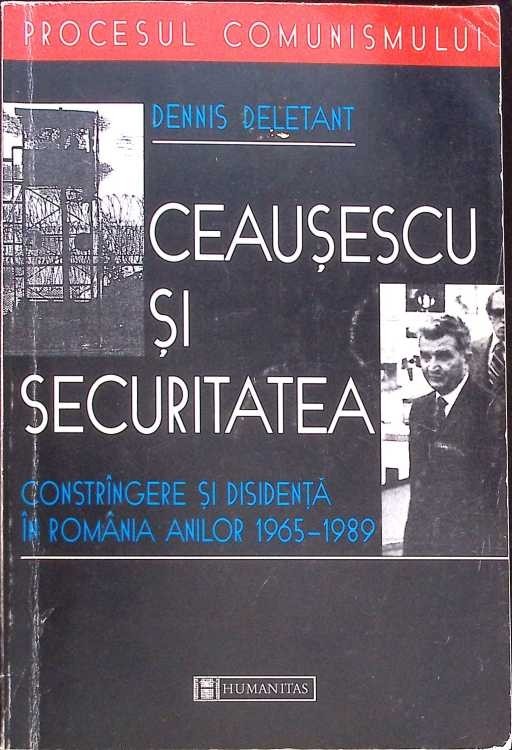 PROCESUL COMUNISMULUI
DENNIS DELETANT
CEAUȘESCU
ȘI
SECURITATEA
CONSTRÎNGERE ȘI DISIDENȚĂ
ÎN ROMÂNIA ANILOR 1965–1989
HUMANITAS